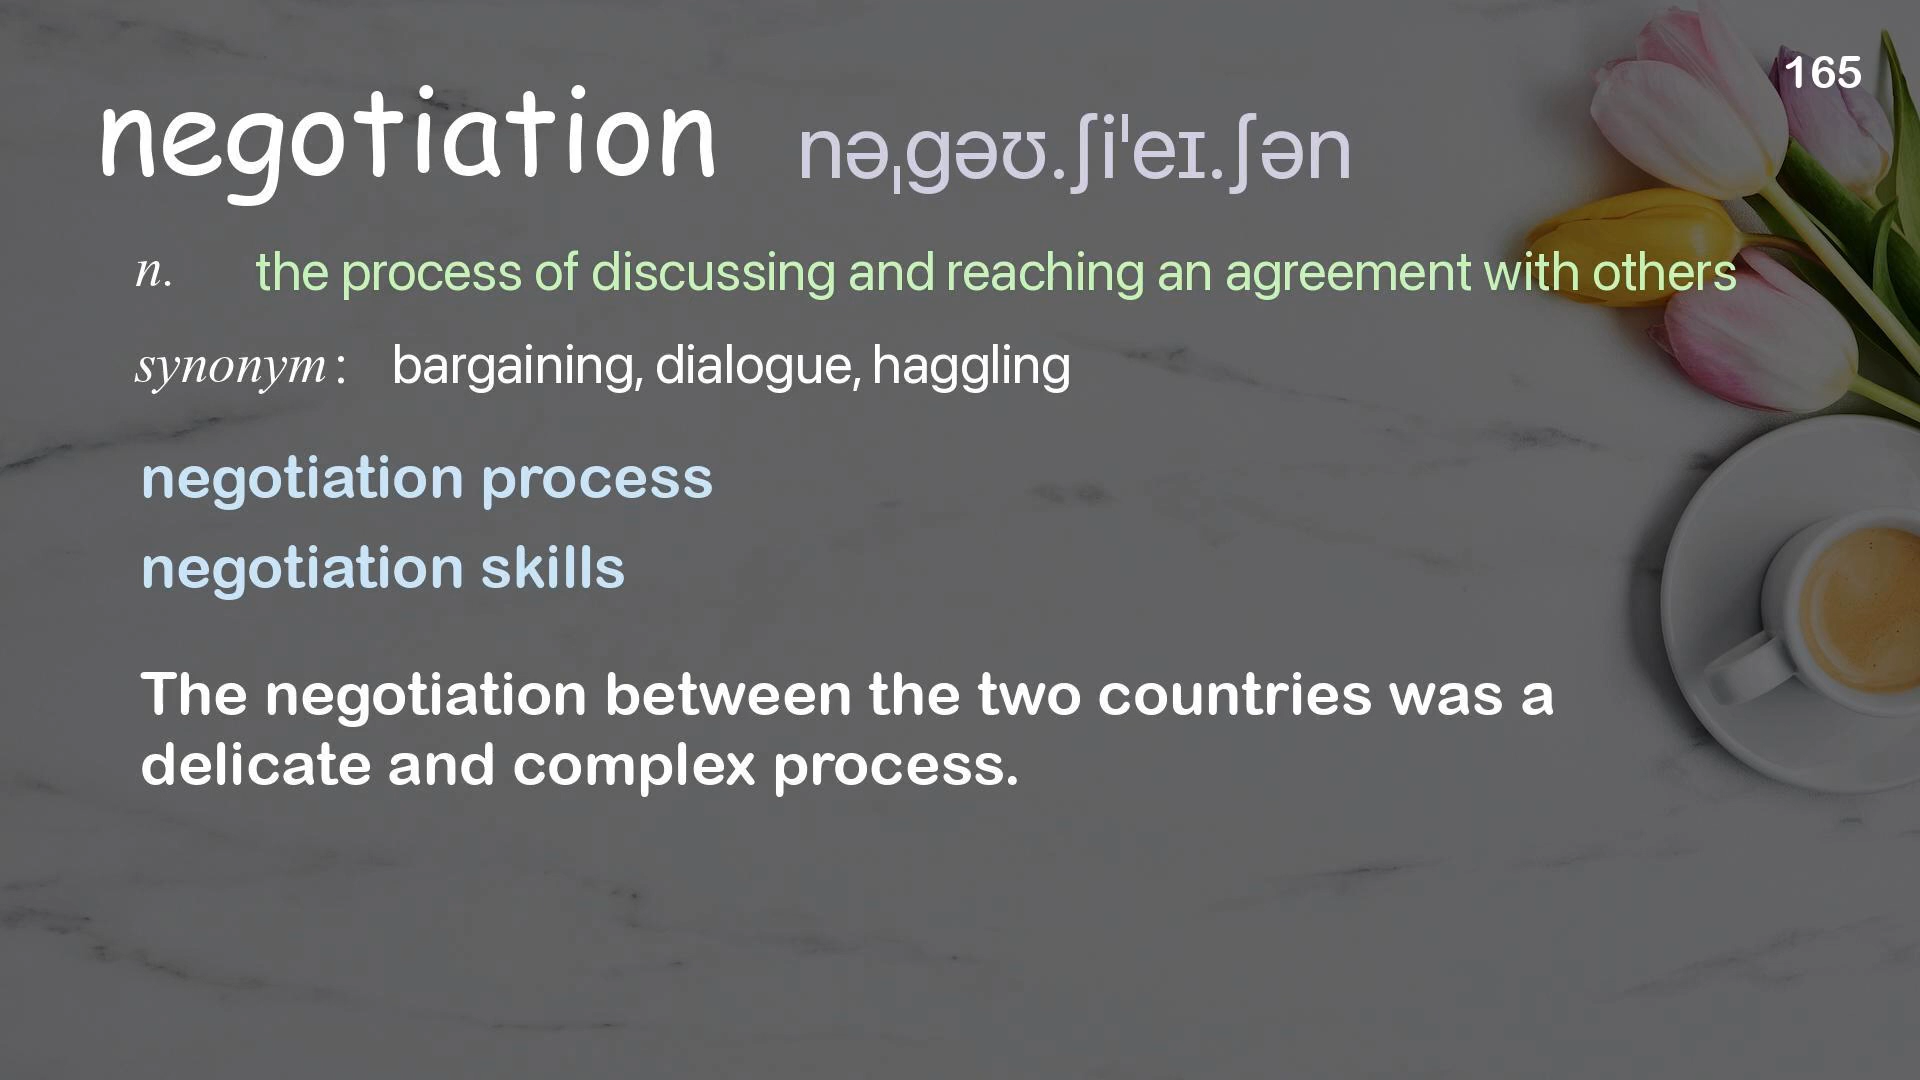 165
negotiation nəˌɡəʊ.ʃiˈeɪ.ʃən
n. the process of discussing and reaching an agreement with others
synonym: bargaining, dialogue, haggling
negotiation process
negotiation skills
The negotiation between the two countries was a
delicate and complex process.